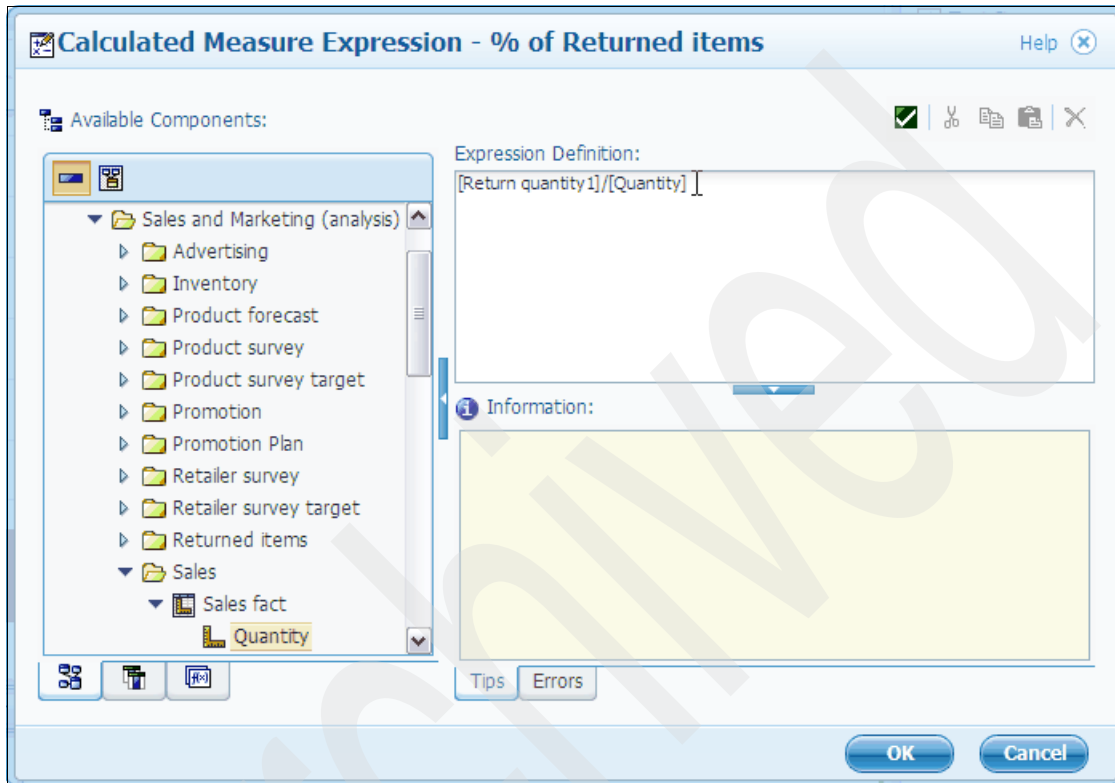 Calculated Measure Expression - % of Returned items
Help
Available Components:
Expression Definition:
[Return quantity1]/[Quantity]
Sales and Marketing (analysis)
Advertising
Inventory
Product forecast
Product survey
Product survey target
Promotion
Promotion Plan
Retailer survey
Retailer survey target
Returned items
Sales
Sales fact
Quantity
Information:
Tips
Errors
OK
Cancel